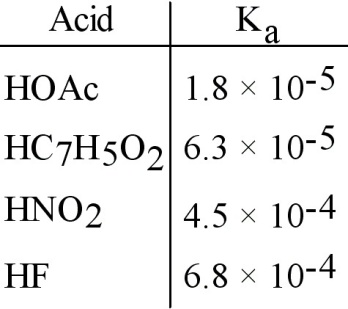 Acid Ka
HOAc 1.8 × 10-5
HC7H5O2 6.3 × 10-5
HNO2 4.5 × 10-4
HF 6.8 × 10-4